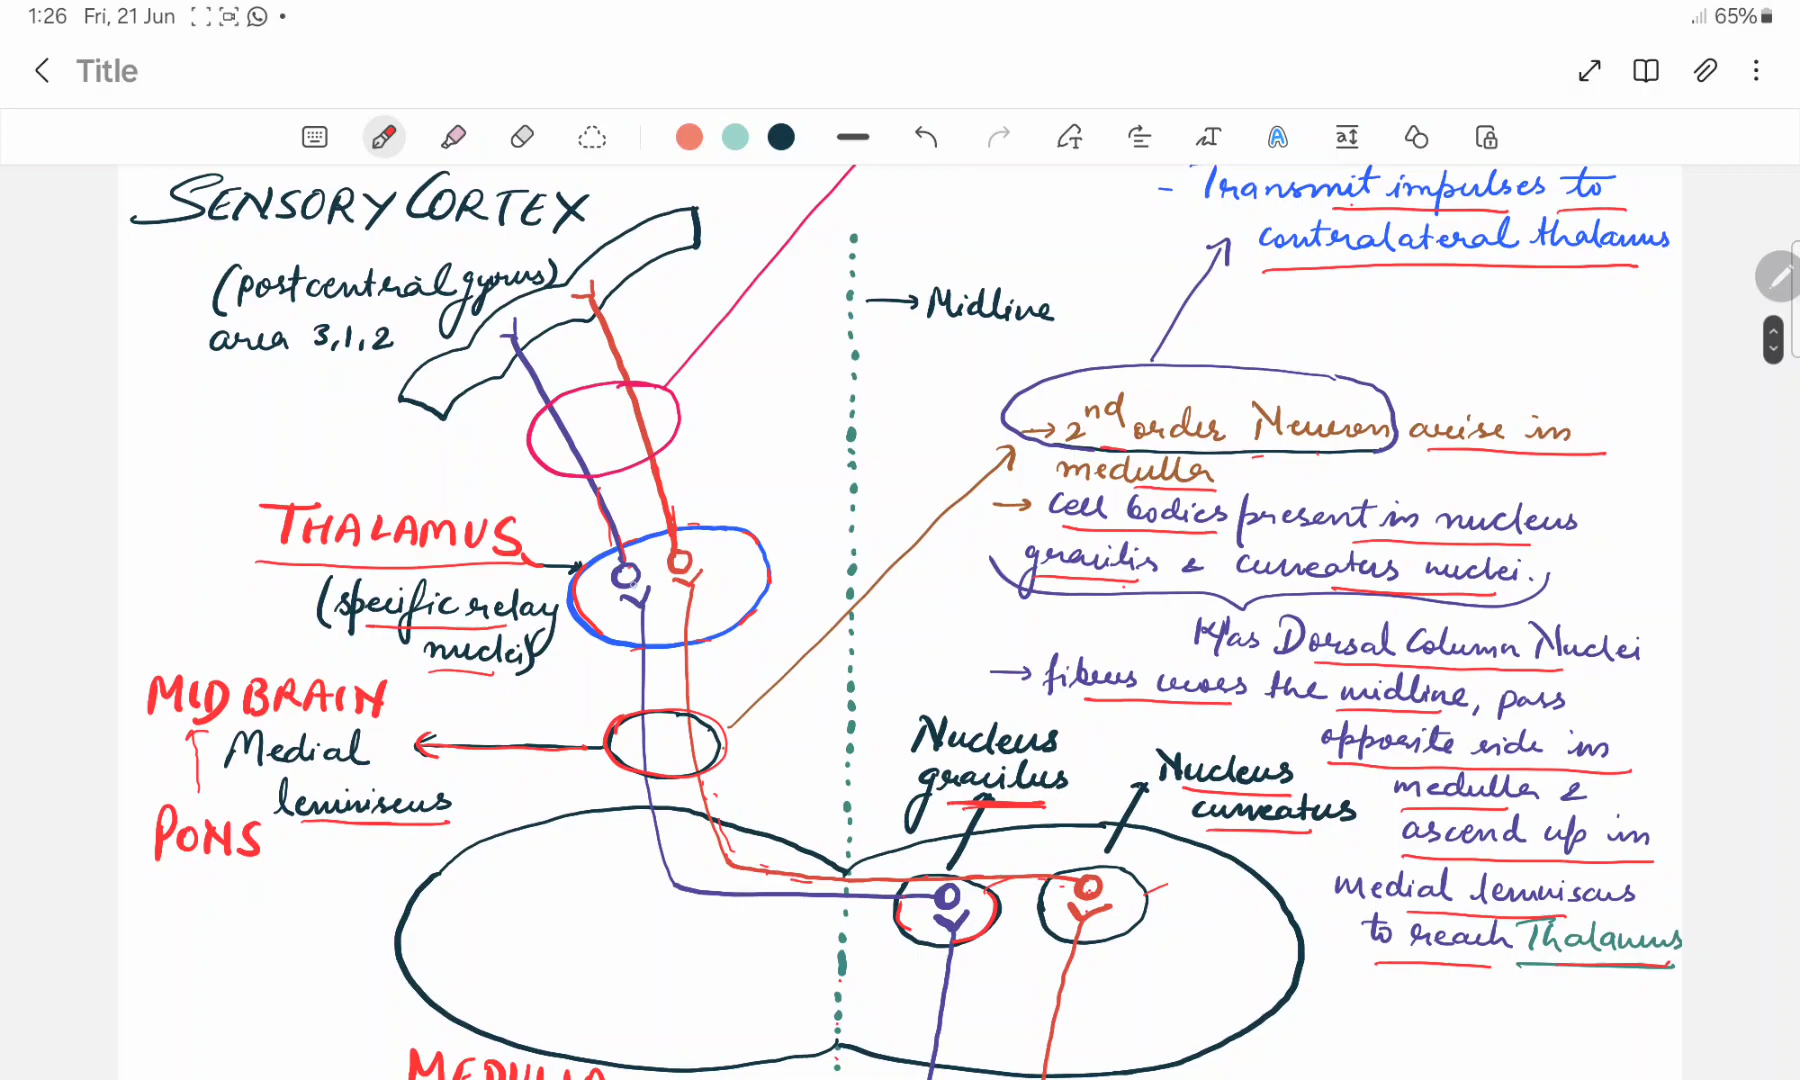 1:26 Fri, 21 Jun
65%
Title
SENSORY CORTEX
(postcentral gyrus)
area 3,1,2
- Transmit impulses to
contralateral thalamus
→ Midline
→ 2nd order Neuron arise in
medulla
→ cell bodies present in nucleus
gracilis & cuneatus nuclei.
K/as Dorsal Column Nuclei
→ fibers cross the midline, pass
opposite side in
medulla &
ascend up in
medial lemniscus
to reach Thalamus
THALAMUS
(specific relay
nuclei)
MID BRAIN
Medial
lemniscus
PONS
Nucleus
gracilus
Nucleus
cuneatus
MEDULLA